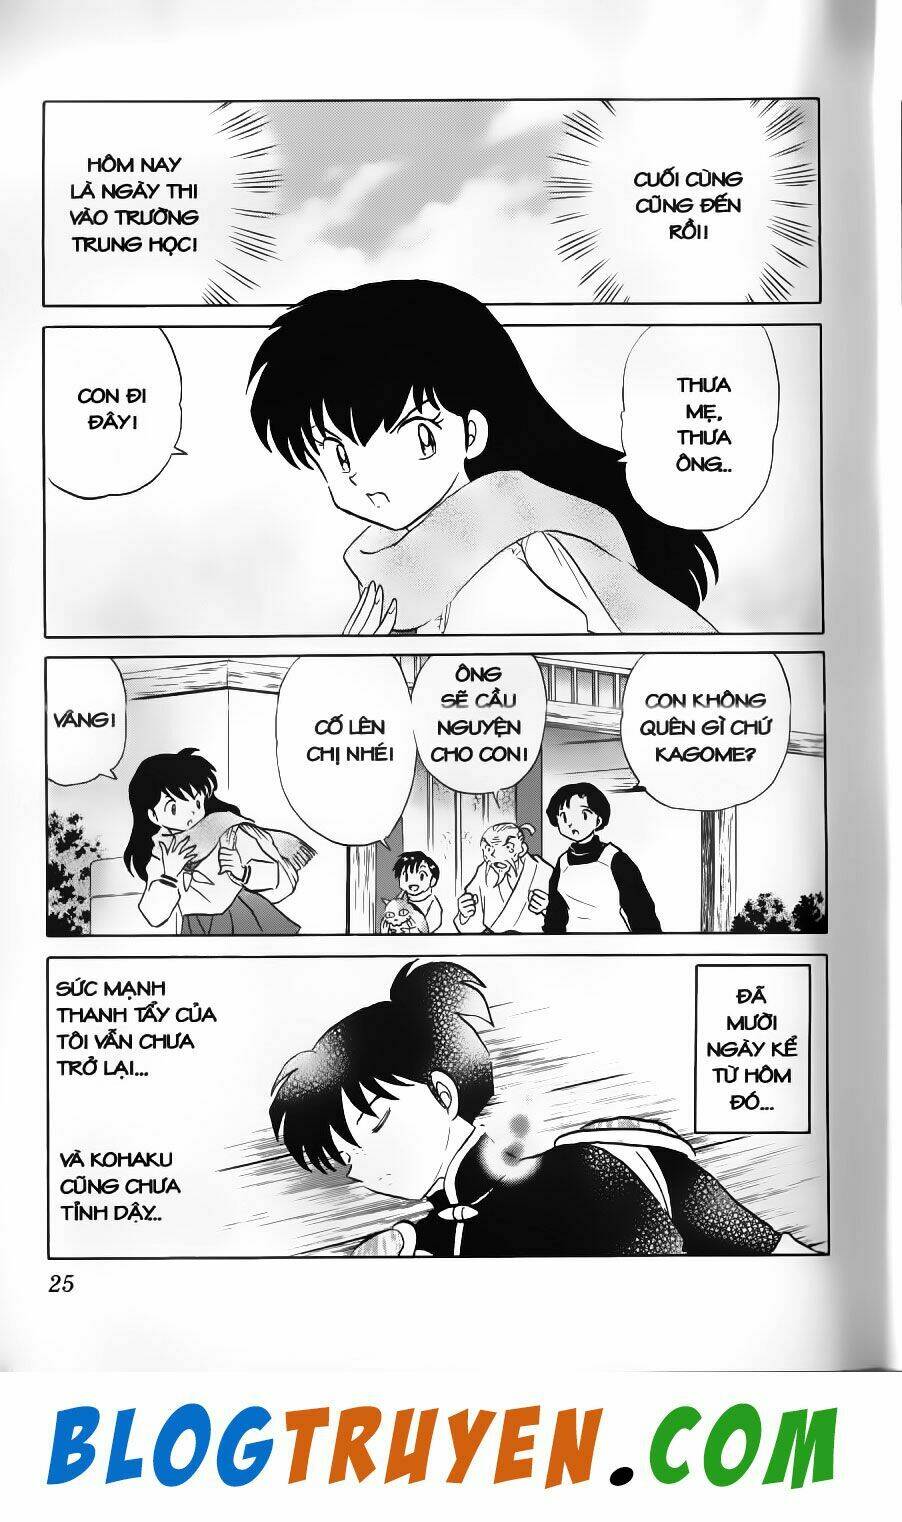 CUỐI CÙNG
CŨNG ĐẾN
RỒI!
HÔM NAY
LÀ NGÀY THI
VÀO TRƯỜNG
TRUNG HỌC!
THƯA
MẸ,
THƯA
ÔNG...
CON ĐI
ĐÂY!
CON KHÔNG
QUÊN GÌ CHỨ
KAGOME?
ÔNG
SẼ CẦU
NGUYỆN
CHO CON!
CỐ LÊN
CHỊ NHÉ!
VÂNG!
ĐÃ
MƯỜI
NGÀY KỂ
TỪ HÔM
ĐÓ...
SỨC MẠNH
THANH TẨY CỦA
TÔI VẪN CHƯA
TRỞ LẠI...
VÀ KOHAKU
CŨNG CHƯA
TỈNH DẬY...
25
BLOGTRUYEN.COM